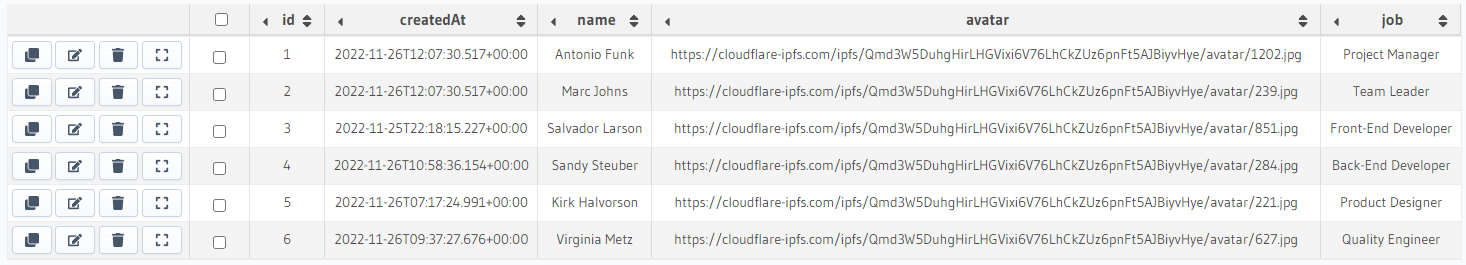 id createdAt name avatar job
1 2022-11-26T12:07:30.517+00:00 Antonio Funk https://cloudflare-ipfs.com/ipfs/Qmd3W5DuhgHirLHGVixi6V76LhCkZUz6pnFt5AJBiyvHye/avatar/1202.jpg Project Manager
2 2022-11-26T12:07:30.517+00:00 Marc Johns https://cloudflare-ipfs.com/ipfs/Qmd3W5DuhgHirLHGVixi6V76LhCkZUz6pnFt5AJBiyvHye/avatar/239.jpg Team Leader
3 2022-11-25T22:18:15.227+00:00 Salvador Larson https://cloudflare-ipfs.com/ipfs/Qmd3W5DuhgHirLHGVixi6V76LhCkZUz6pnFt5AJBiyvHye/avatar/851.jpg Front-End Developer
4 2022-11-26T10:58:36.154+00:00 Sandy Steuber https://cloudflare-ipfs.com/ipfs/Qmd3W5DuhgHirLHGVixi6V76LhCkZUz6pnFt5AJBiyvHye/avatar/284.jpg Back-End Developer
5 2022-11-26T07:17:24.991+00:00 Kirk Halvorson https://cloudflare-ipfs.com/ipfs/Qmd3W5DuhgHirLHGVixi6V76LhCkZUz6pnFt5AJBiyvHye/avatar/221.jpg Product Designer
6 2022-11-26T09:37:27.676+00:00 Virginia Metz https://cloudflare-ipfs.com/ipfs/Qmd3W5DuhgHirLHGVixi6V76LhCkZUz6pnFt5AJBiyvHye/avatar/627.jpg Quality Engineer